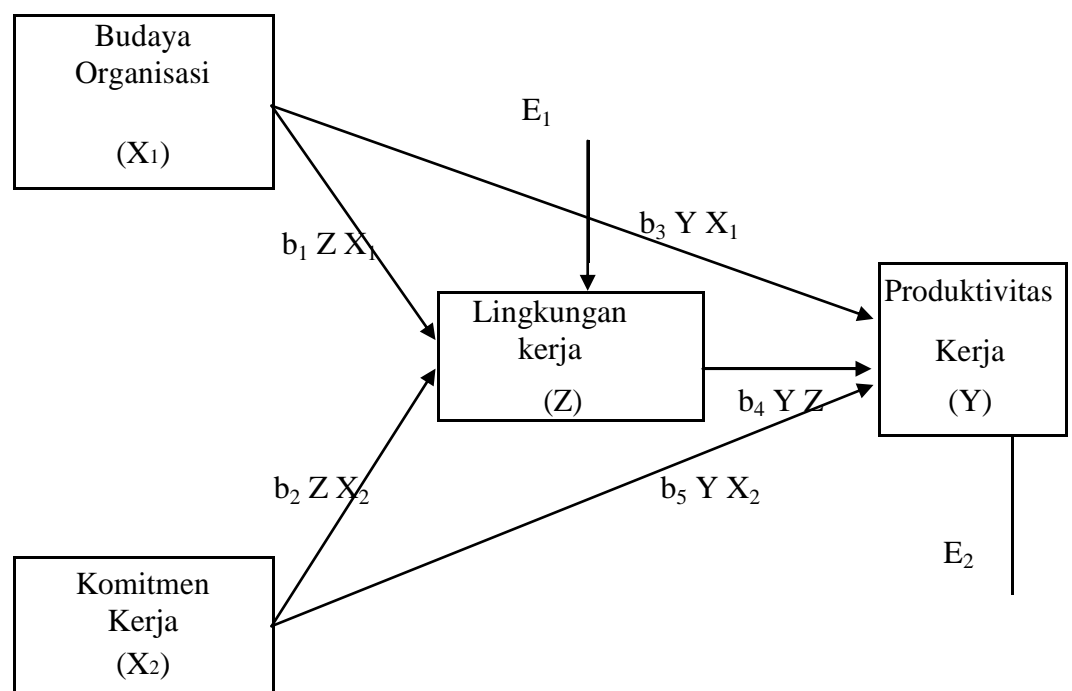 Budaya
Organisasi
(X₁)
E₁
b₃ Y X₁
b₁ Z X₁
Lingkungan
kerja
(Z)
Produktivitas
Kerja
(Y)
b₄ Y Z
b₂ Z X₂
b₅ Y X₂
E₂
Komitmen
Kerja
(X₂)